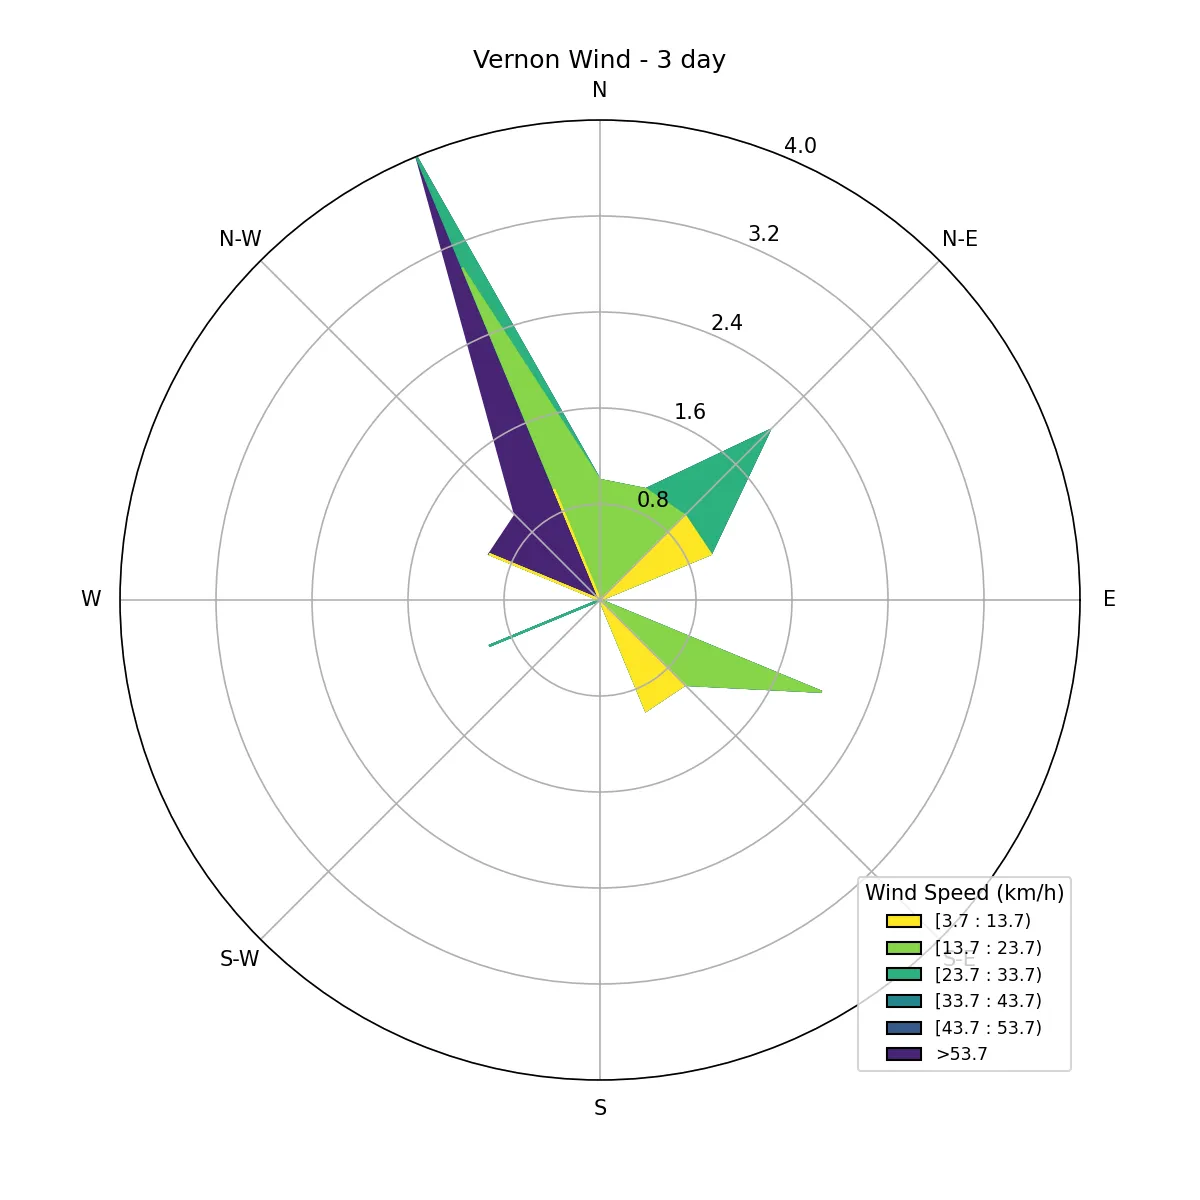 Vernon Wind - 3 day
N
4.0
N-W
3.2
N-E
2.4
1.6
0.8
W
E
S-W
S-E
S
Wind Speed (km/h)
[3.7 : 13.7)
[13.7 : 23.7)
[23.7 : 33.7)
[33.7 : 43.7)
[43.7 : 53.7)
>53.7